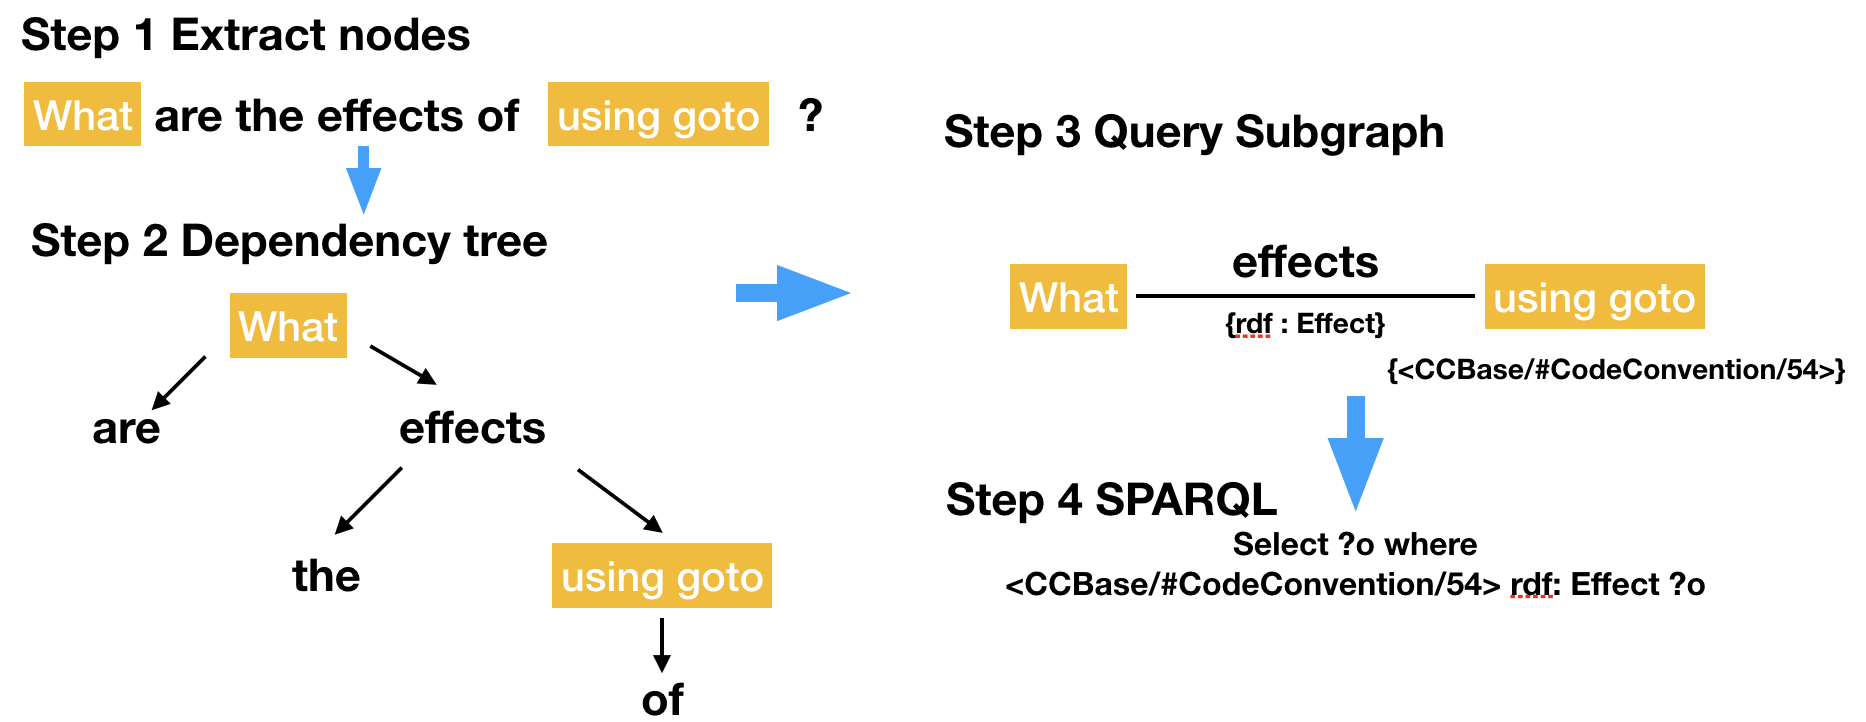 Step 1 Extract nodes
What are the effects of using goto ?
Step 2 Dependency tree
What
are effects
the using goto
of
Step 3 Query Subgraph
effects
What using goto
{rdf : Effect}
{<CCBase/#CodeConvention/54>}
Step 4 SPARQL
Select ?o where
<CCBase/#CodeConvention/54> rdf: Effect ?o